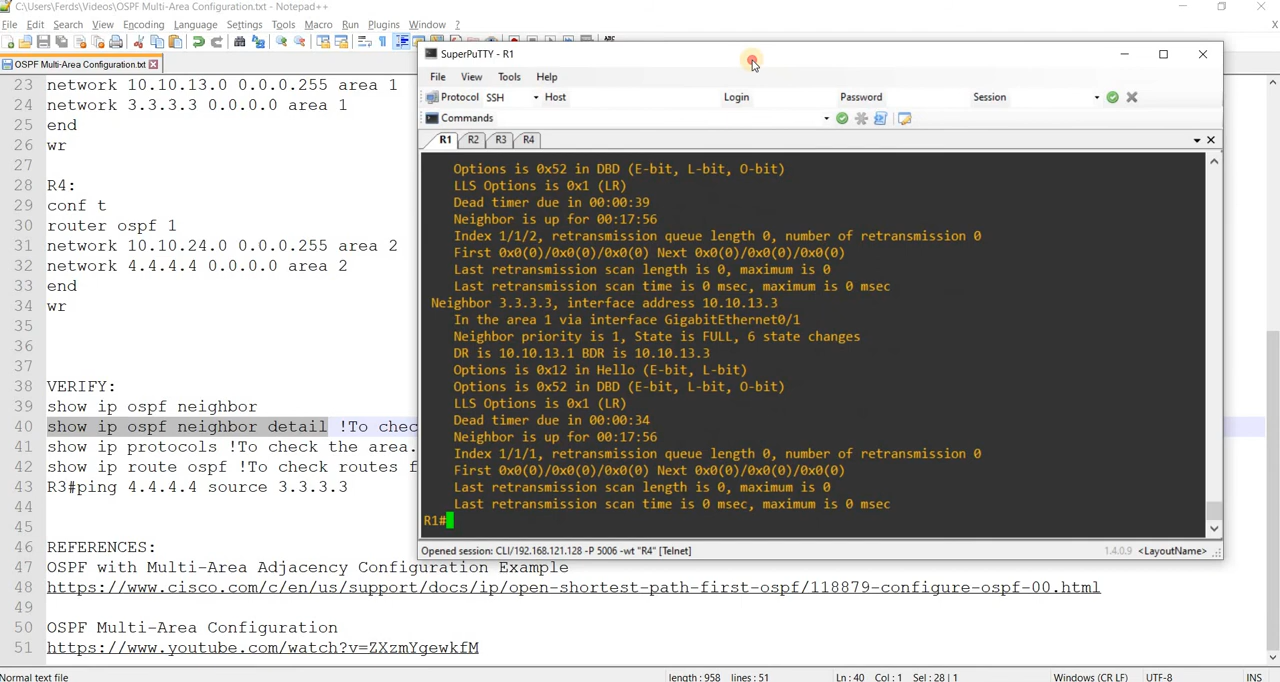 C:\Users\Ferds\Videos\OSPF Multi-Area Configuration.txt - Notepad++
File Edit Search View Encoding Language Settings Tools Macro Run Plugins Window ?
OSPF Multi-Area Configuration.txt
23 network 10.10.13.0 0.0.0.255 area 1
24 network 3.3.3.3 0.0.0.0 area 1
25 end
26 wr
27
28 R4:
29 conf t
30 router ospf 1
31 network 10.10.24.0 0.0.0.255 area 2
32 network 4.4.4.4 0.0.0.0 area 2
33 end
34 wr
35
36
37
38 VERIFY:
39 show ip ospf neighbor
40 show ip ospf neighbor detail !To chec
41 show ip protocols !To check the area.
42 show ip route ospf !To check routes f
43 R3#ping 4.4.4.4 source 3.3.3.3
44
45
46 REFERENCES:
47 OSPF with Multi-Area Adjacency Configuration Example
48 https://www.cisco.com/c/en/us/support/docs/ip/open-shortest-path-first-ospf/118879-configure-ospf-00.html
49
50 OSPF Multi-Area Configuration
51 https://www.youtube.com/watch?v=ZXzmYgewkfM
SuperPuTTY - R1
File View Tools Help
Protocol SSH Host Login Password Session
Commands
R1 R2 R3 R4
Options is 0x52 in DBD (E-bit, L-bit, O-bit)
LLS Options is 0x1 (LR)
Dead timer due in 00:00:39
Neighbor is up for 00:17:56
Index 1/1/2, retransmission queue length 0, number of retransmission 0
First 0x0(0)/0x0(0)/0x0(0) Next 0x0(0)/0x0(0)/0x0(0)
Last retransmission scan length is 0, maximum is 0
Last retransmission scan time is 0 msec, maximum is 0 msec
Neighbor 3.3.3.3, interface address 10.10.13.3
In the area 1 via interface GigabitEthernet0/1
Neighbor priority is 1, State is FULL, 6 state changes
DR is 10.10.13.1 BDR is 10.10.13.3
Options is 0x12 in Hello (E-bit, L-bit)
Options is 0x52 in DBD (E-bit, L-bit, O-bit)
LLS Options is 0x1 (LR)
Dead timer due in 00:00:34
Neighbor is up for 00:17:56
Index 1/1/1, retransmission queue length 0, number of retransmission 0
First 0x0(0)/0x0(0)/0x0(0) Next 0x0(0)/0x0(0)/0x0(0)
Last retransmission scan length is 0, maximum is 0
Last retransmission scan time is 0 msec, maximum is 0 msec
R1#
Opened session: CLI/192.168.121.128 -P 5006 -wt "R4" [Telnet] 1.4.0.9 <LayoutName>
Normal text file length : 958 lines : 51 Ln : 40 Col : 1 Sel : 28 | 1 Windows (CR LF) UTF-8 INS